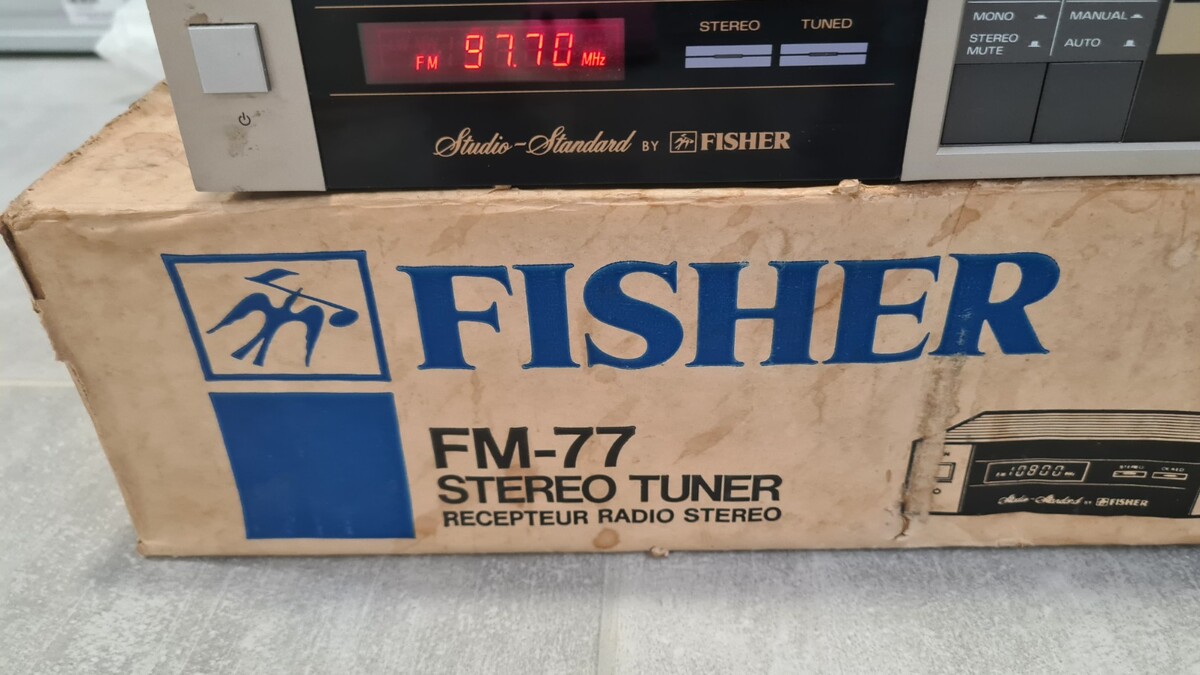 STEREO TUNED
FM 97.70 MHz
MONO MANUAL
STEREO MUTE AUTO
Studio-Standard BY FISHER
FISHER
FM-77
STEREO TUNER
RECEPTEUR RADIO STEREO
STEREO
Studio-Standard BY FISHER